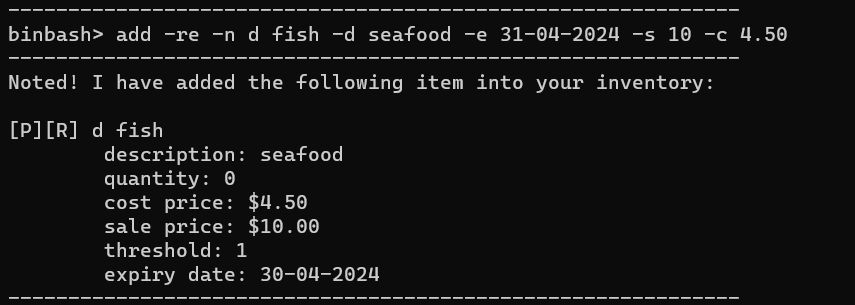 -------------------------------------------------------------
binbash> add -re -n d fish -d seafood -e 31-04-2024 -s 10 -c 4.50
-------------------------------------------------------------
Noted! I have added the following item into your inventory:

[P][R] d fish
        description: seafood
        quantity: 0
        cost price: $4.50
        sale price: $10.00
        threshold: 1
        expiry date: 30-04-2024
-------------------------------------------------------------